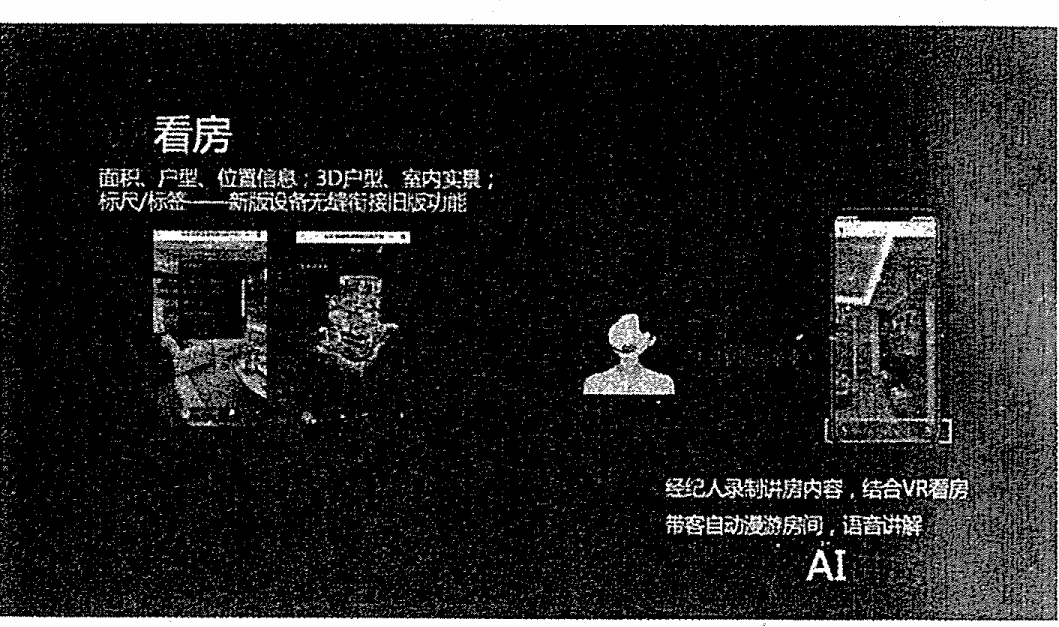 看房
面积、户型、位置信息；3D户型、室内实景；
标尺/标签——新版设备无缝衔接旧版功能
经纪人录制讲房内容，结合VR看房
带客自动漫游房间，语音讲解
AI